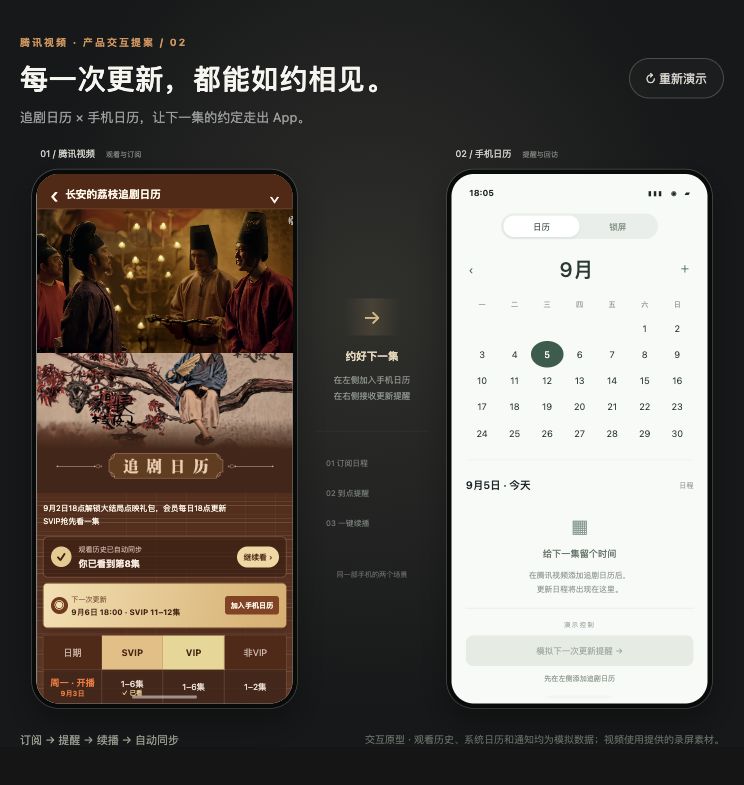 腾讯视频 · 产品交互提案 / 02
每一次更新，都能如约相见。
重新演示
追剧日历 × 手机日历，让下一集的约定走出 App。
01 / 腾讯视频 观看与订阅
长安的荔枝追剧日历
追剧日历
9月2日18点解锁大结局点映礼包，会员每日18点更新
SVIP抢先看一集
观看历史已自动同步
你已看到第8集
继续看 ›
下一次更新
9月6日 18:00 · SVIP 11–12集
加入手机日历
日期 SVIP VIP 非VIP
周一 · 开播 1–6集 1–6集 1–2集
9月3日 ✓ 已看
→
约好下一集
在左侧加入手机日历
在右侧接收更新提醒
01 订阅日程
02 到点提醒
03 一键续播
同一部手机的两个场景
02 / 手机日历 提醒与回访
18:05
日历 锁屏
‹ 9月 +
一 二 三 四 五 六 日
1 2
3 4 5 6 7 8 9
10 11 12 13 14 15 16
17 18 19 20 21 22 23
24 25 26 27 28 29 30
9月5日 · 今天 日程
给下一集留个时间
在腾讯视频添加追剧日历后，
更新日程将出现在这里。
演示控制
模拟下一次更新提醒 →
先在左侧添加追剧日历
订阅 → 提醒 → 续播 → 自动同步
交互原型 · 观看历史、系统日历和通知均为模拟数据；视频使用提供的录屏素材。